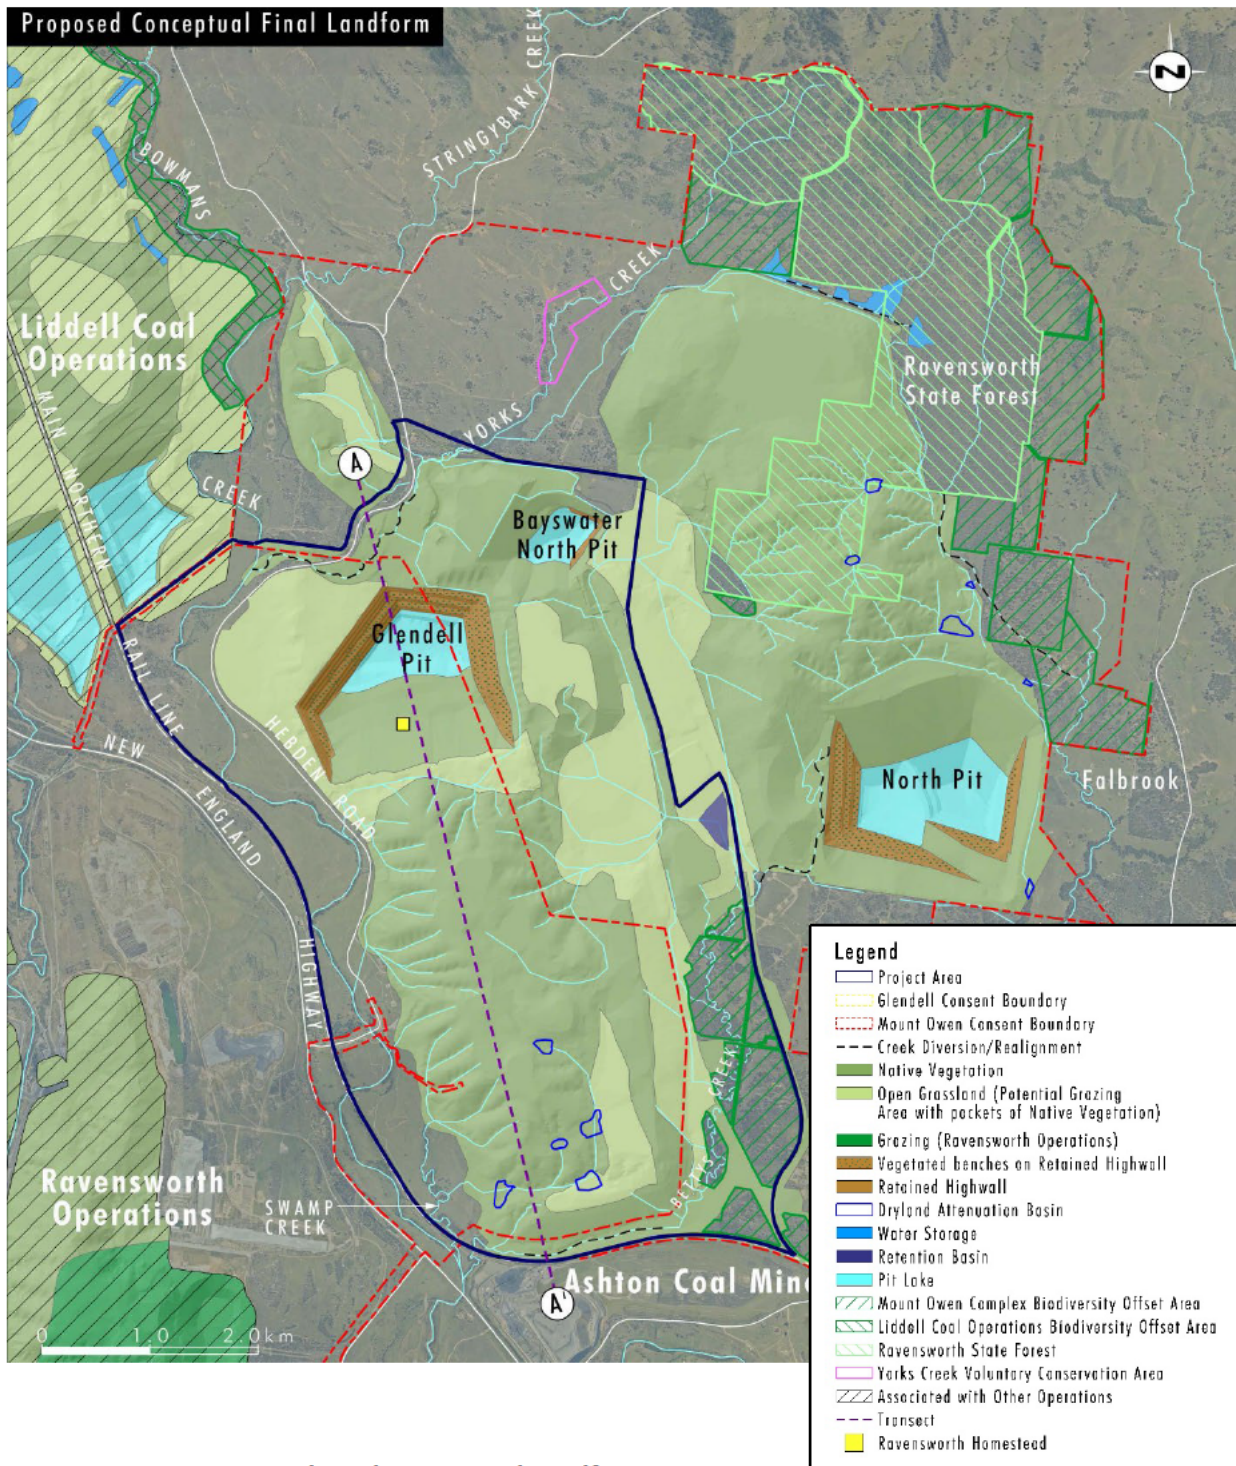 Proposed Conceptual Final Landform
N
STRINGYBARK CREEK
BOWMANS
YORKS CREEK
Liddell Coal
Operations
Ravensworth
State Forest
MAIN NORTHERN
A
CREEK
Bayswater
North Pit
Glendell
Pit
RAIL LINE
NEW ENGLAND
HEBDEN ROAD
North Pit
Falbrook
HIGHWAY
Ravensworth
Operations
SWAMP
CREEK
BETTYS CREEK
Ashton Coal Mine
A'
0 1.0 2.0km
Legend
Project Area
Glendell Consent Boundary
Mount Owen Consent Boundary
Creek Diversion/Realignment
Native Vegetation
Open Grassland (Potential Grazing
Area with pockets of Native Vegetation)
Grazing (Ravensworth Operations)
Vegetated benches on Retained Highwall
Retained Highwall
Dryland Attenuation Basin
Water Storage
Retention Basin
Pit Lake
Mount Owen Complex Biodiversity Offset Area
Liddell Coal Operations Biodiversity Offset Area
Ravensworth State Forest
Yorks Creek Voluntary Conservation Area
Associated with Other Operations
Transect
Ravensworth Homestead